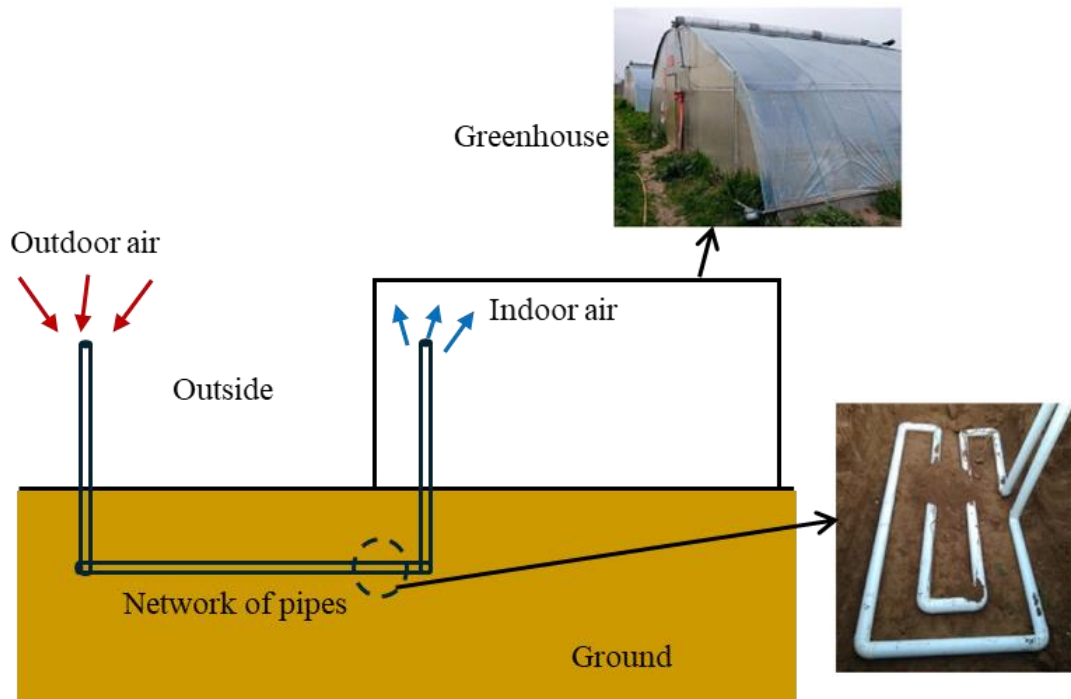 Greenhouse
Outdoor air
Indoor air
Outside
Network of pipes
Ground